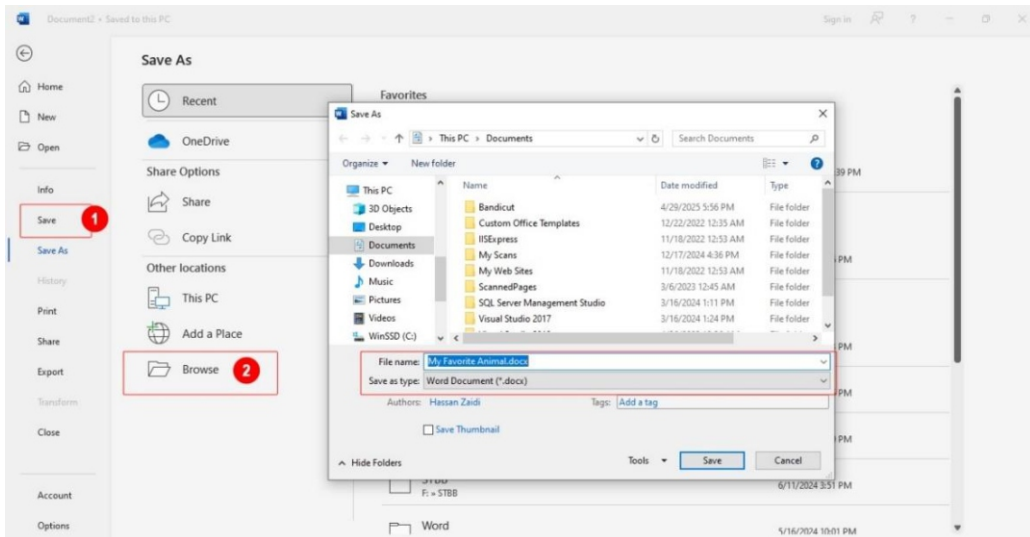 Document2 • Saved to this PC
Sign in
?
Save As
Home
New
Open
Info
Save
1
Save As
History
Print
Share
Export
Transform
Close
Account
Options
Recent
OneDrive
Share Options
Share
Copy Link
Other locations
This PC
Add a Place
Browse
2
Favorites
39 PM
PM
PM
PM
PM
F: » STBB
6/11/2024 3:51 PM
Word
5/16/2024 10:01 PM
Save As
This PC › Documents
Search Documents
Organize
New folder
?
This PC
3D Objects
Desktop
Documents
Downloads
Music
Pictures
Videos
WinSSD (C:)
Name Date modified Type
Bandicut 4/29/2025 5:56 PM File folder
Custom Office Templates 12/22/2022 12:35 AM File folder
IISExpress 11/18/2022 12:53 AM File folder
My Scans 12/17/2024 4:36 PM File folder
My Web Sites 11/18/2022 12:53 AM File folder
ScannedPages 3/6/2023 12:45 AM File folder
SQL Server Management Studio 3/16/2024 1:11 PM File folder
Visual Studio 2017 3/16/2024 1:24 PM File folder
File name: My Favorite Animal.docx
Save as type: Word Document (*.docx)
Authors: Hassan Zaidi Tags: Add a tag
Save Thumbnail
Hide Folders
Tools
Save
Cancel